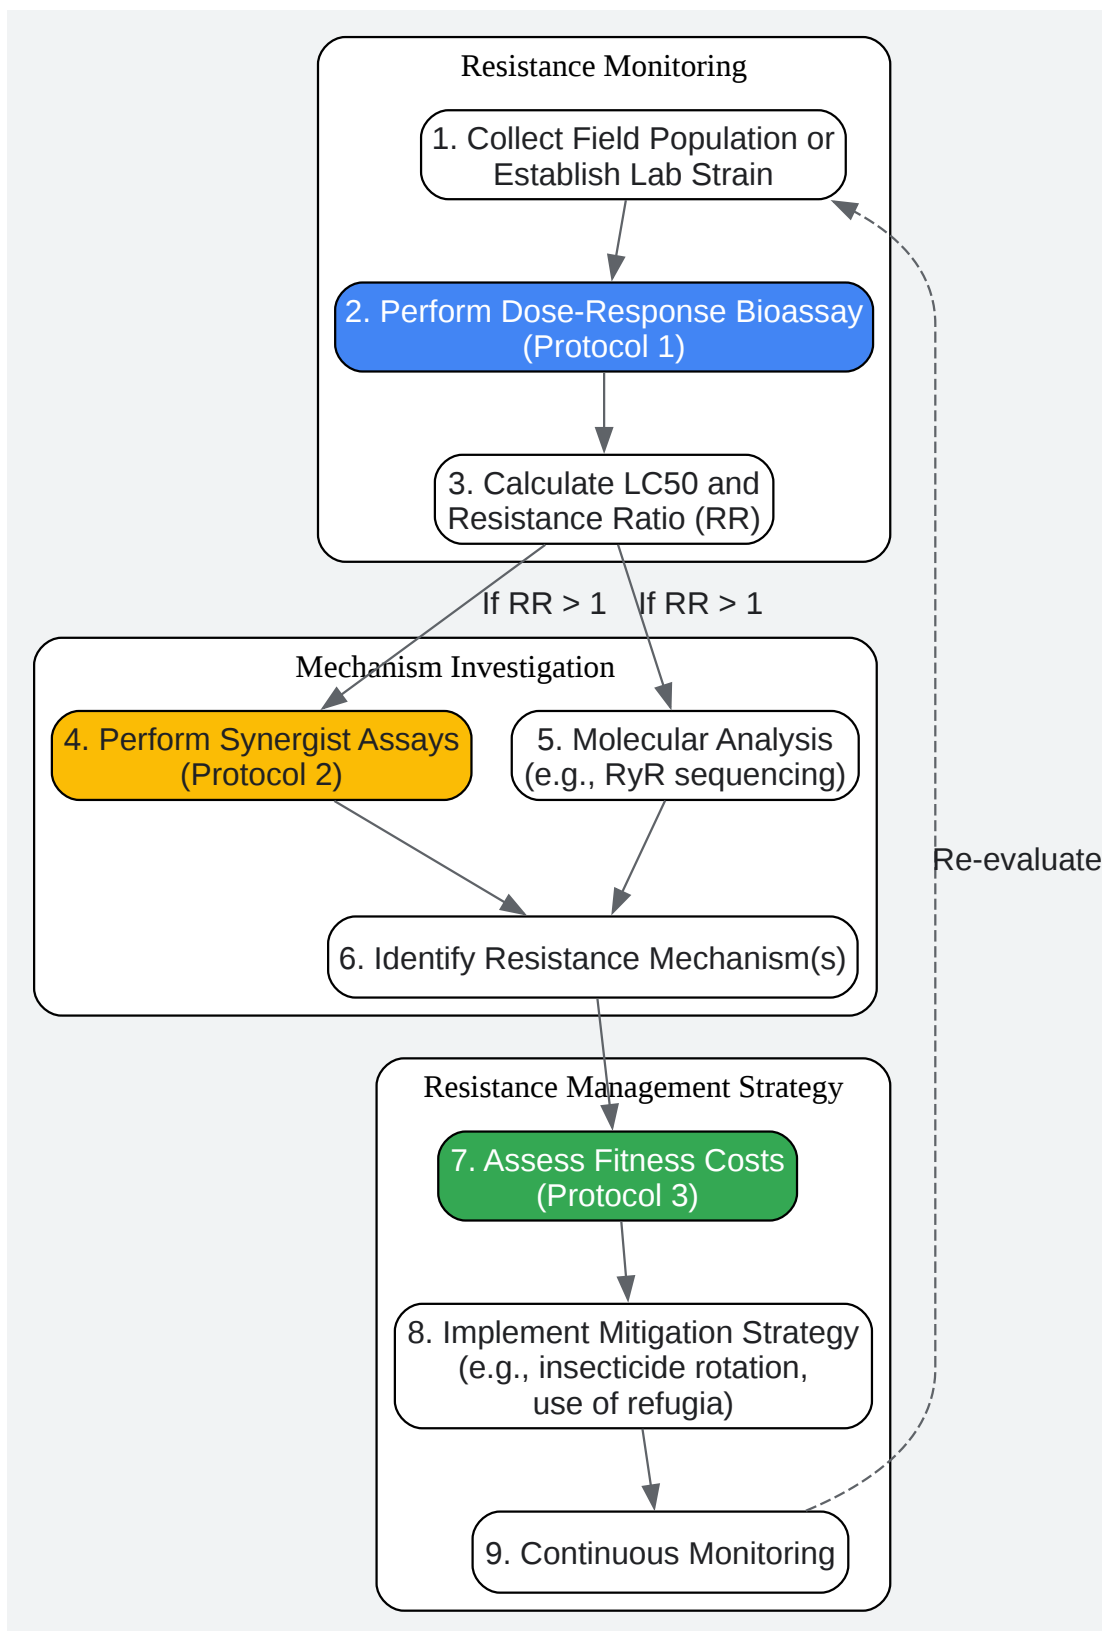 Resistance Monitoring
1. Collect Field Population or
Establish Lab Strain
2. Perform Dose-Response Bioassay
(Protocol 1)
3. Calculate LC50 and
Resistance Ratio (RR)
If RR > 1
If RR > 1
Mechanism Investigation
4. Perform Synergist Assays
(Protocol 2)
5. Molecular Analysis
(e.g., RyR sequencing)
6. Identify Resistance Mechanism(s)
Re-evaluate
Resistance Management Strategy
7. Assess Fitness Costs
(Protocol 3)
8. Implement Mitigation Strategy
(e.g., insecticide rotation,
use of refugia)
9. Continuous Monitoring